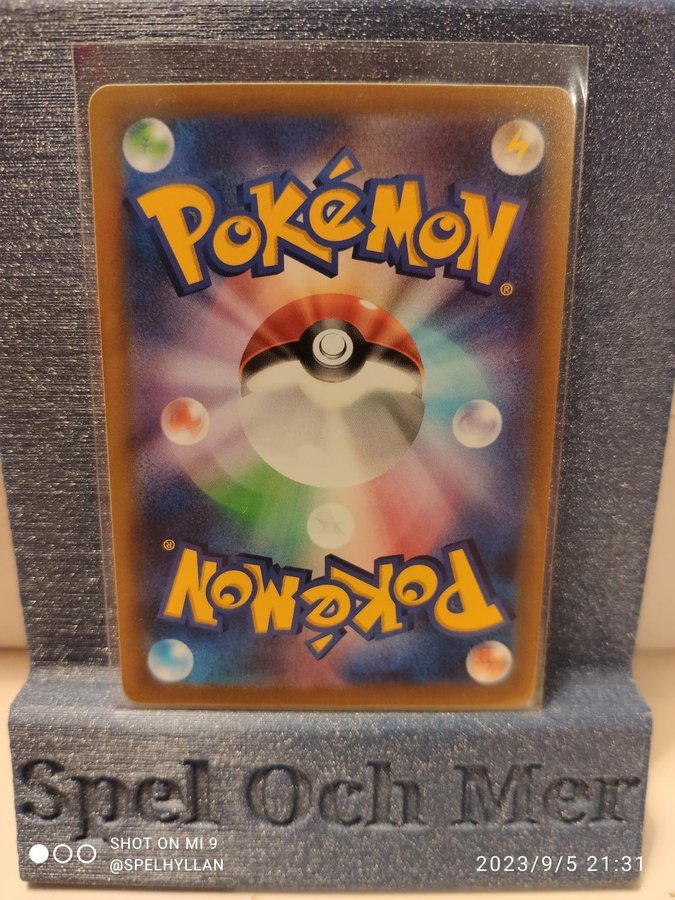 POKéMON
®
®
POKéMON
Spel Och Mer
SHOT ON MI 9
@SPELHYLLAN
2023/9/5 21:31